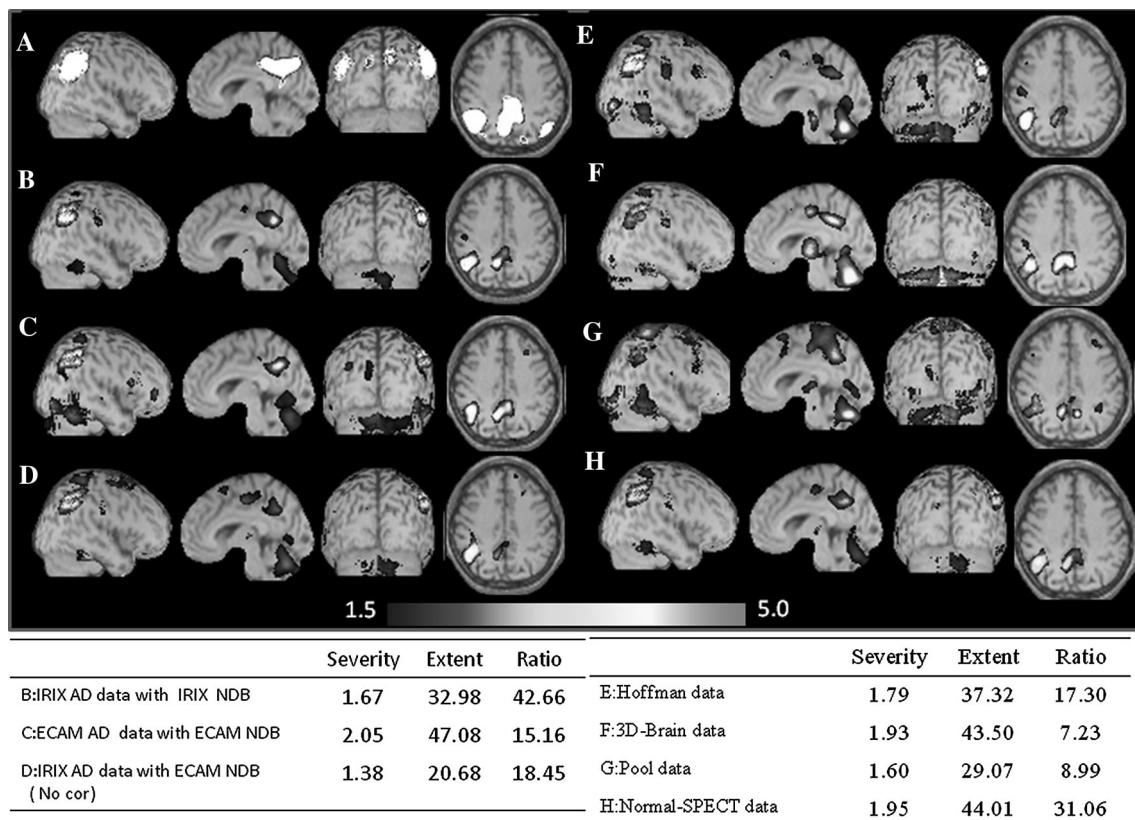 A
E
B
F
C
G
D
H
1.5 5.0
Severity Extent Ratio
B:IRIX AD data with IRIX NDB 1.67 32.98 42.66
C:ECAM AD data with ECAM NDB 2.05 47.08 15.16
D:IRIX AD data with ECAM NDB 1.38 20.68 18.45
( No cor)
Severity Extent Ratio
E:Hoffman data 1.79 37.32 17.30
F:3D-Brain data 1.93 43.50 7.23
G:Pool data 1.60 29.07 8.99
H:Normal-SPECT data 1.95 44.01 31.06